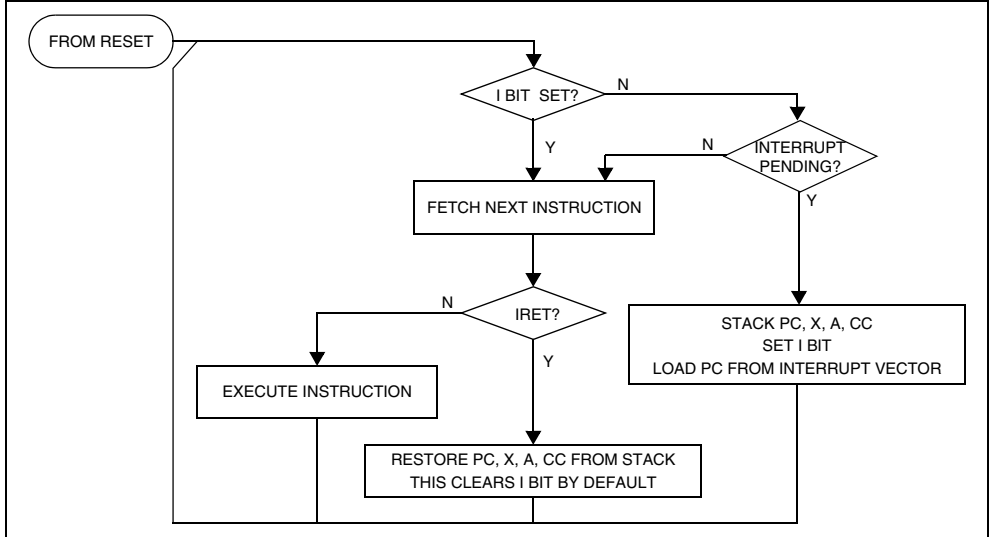 FROM RESET
I BIT SET?
N
Y
INTERRUPT
PENDING?
N
Y
FETCH NEXT INSTRUCTION
IRET?
N
Y
STACK PC, X, A, CC
SET I BIT
LOAD PC FROM INTERRUPT VECTOR
EXECUTE INSTRUCTION
RESTORE PC, X, A, CC FROM STACK
THIS CLEARS I BIT BY DEFAULT